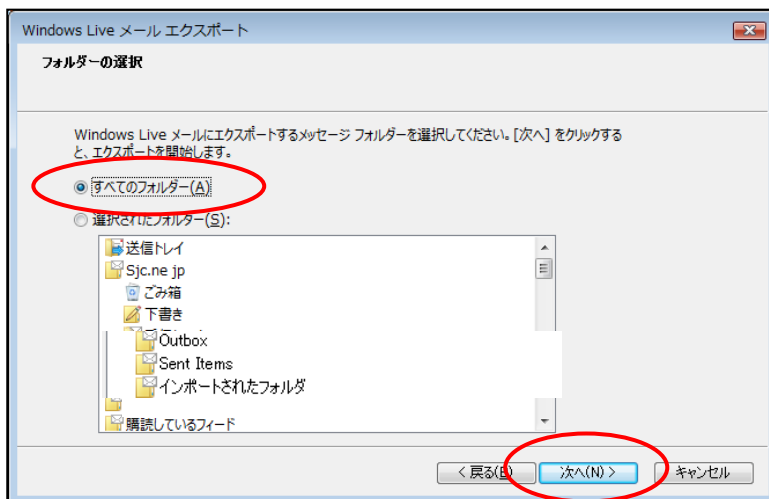 Windows Live メール エクスポート
フォルダーの選択
Windows Live メールにエクスポートするメッセージ フォルダーを選択してください。[次へ] をクリックする
と、エクスポートを開始します。
すべてのフォルダー(A)
選択されたフォルダー(S):
送信トレイ
Sjc.ne jp
ごみ箱
下書き
Outbox
Sent Items
インポートされたフォルダ
購読しているフィード
< 戻る(B) 次へ(N) > キャンセル